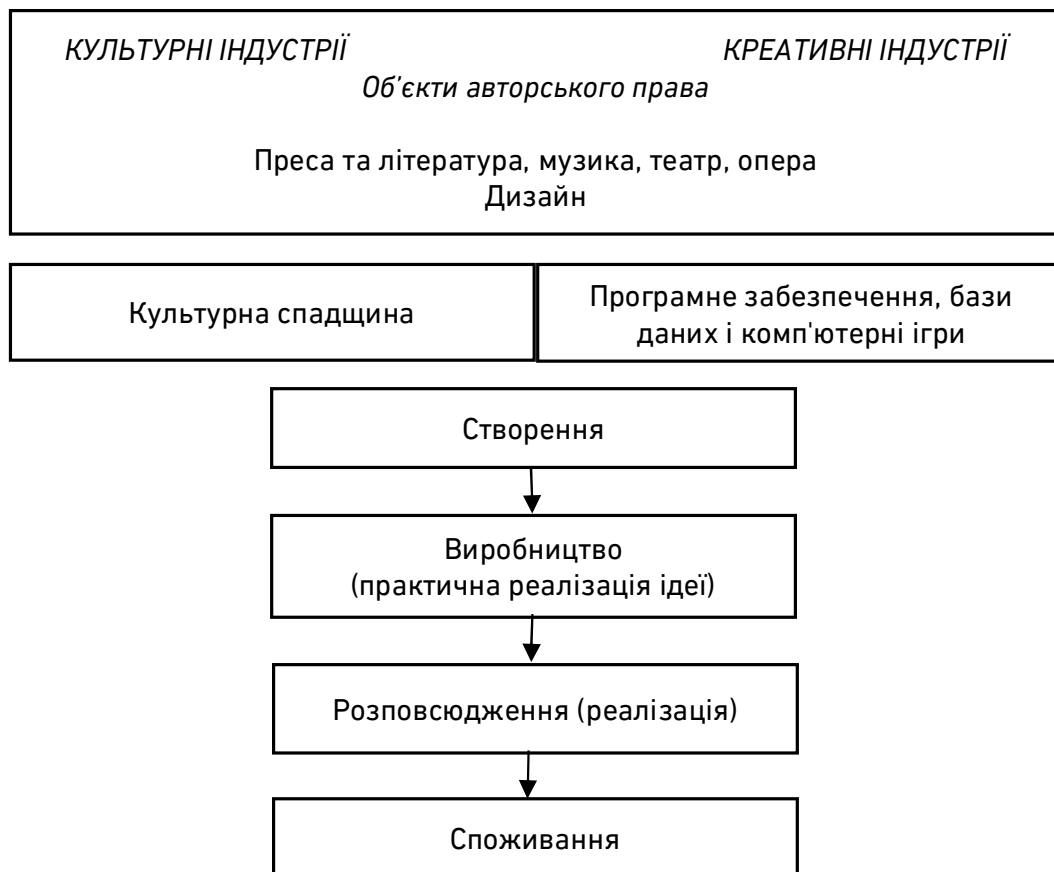 КУЛЬТУРНІ ІНДУСТРІЇ КРЕАТИВНІ ІНДУСТРІЇ
Об’єкти авторського права
Преса та література, музика, театр, опера
Дизайн
Культурна спадщина
Програмне забезпечення, бази
даних і комп'ютерні ігри
Створення
Виробництво
(практична реалізація ідеї)
Розповсюдження (реалізація)
Споживання